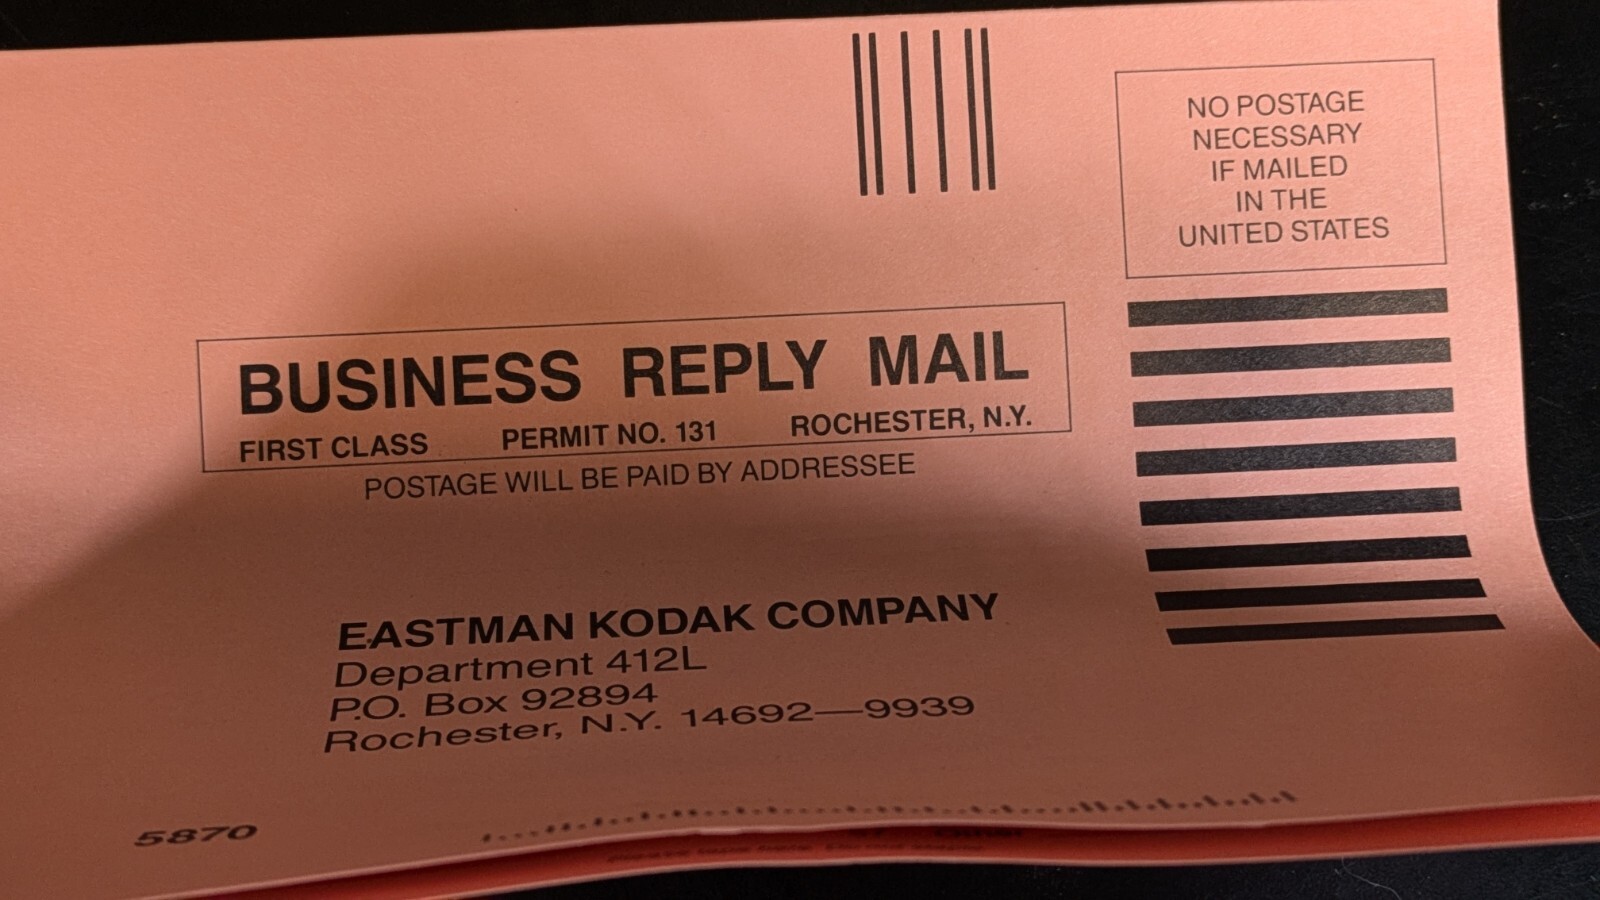 NO POSTAGE
NECESSARY
IF MAILED
IN THE
UNITED STATES
BUSINESS REPLY MAIL
FIRST CLASS PERMIT NO. 131 ROCHESTER, N.Y.
POSTAGE WILL BE PAID BY ADDRESSEE
EASTMAN KODAK COMPANY
Department 412L
P.O. Box 92894
Rochester, N.Y. 14692—9939
5870